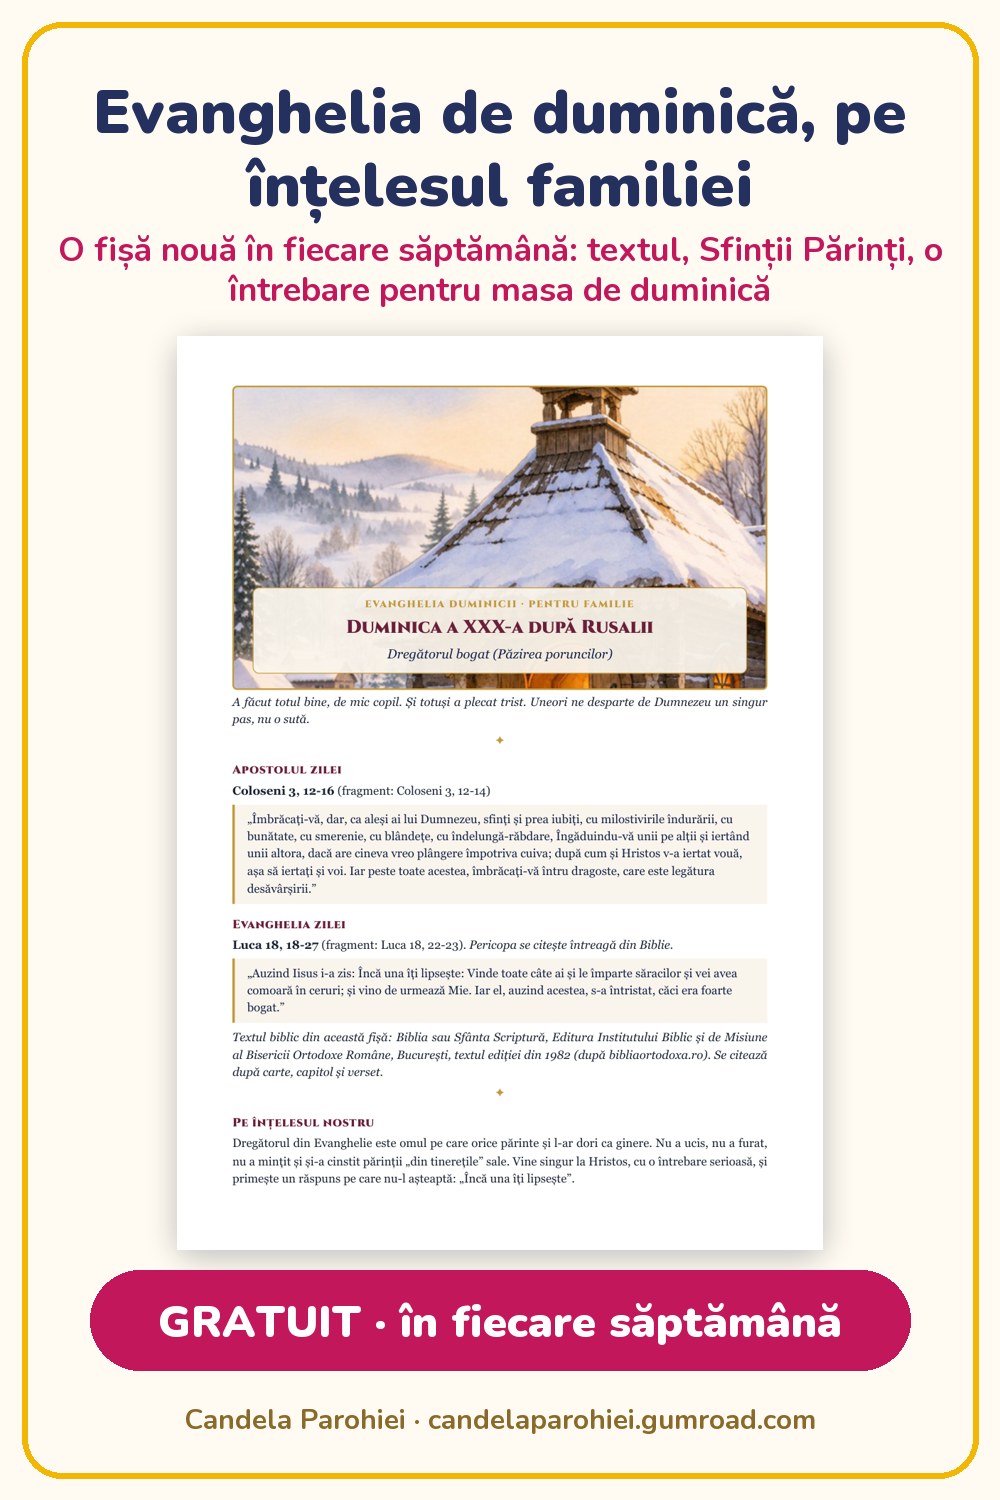 Evanghelia de duminică, pe
înțelesul familiei
O fișă nouă în fiecare săptămână: textul, Sfinții Părinți, o
întrebare pentru masa de duminică
EVANGHELIA DUMINICII · PENTRU FAMILIE
DUMINICA A XXX-A DUPĂ RUSALII
Dregătorul bogat (Păzirea poruncilor)
A făcut totul bine, de mic copil. Și totuși a plecat trist. Uneori ne desparte de Dumnezeu un singur
pas, nu o sută.
APOSTOLUL ZILEI
Coloseni 3, 12-16 (fragment: Coloseni 3, 12-14)
„Îmbrăcați-vă, dar, ca aleși ai lui Dumnezeu, sfinți și prea iubiți, cu milostivirile îndurării, cu
bunătate, cu smerenie, cu blândețe, cu îndelungă-răbdare, Îngăduindu-vă unii pe alții și iertând
unii altora, dacă are cineva vreo plângere împotriva cuiva; după cum și Hristos v-a iertat vouă,
așa să iertați și voi. Iar peste toate acestea, îmbrăcați-vă întru dragoste, care este legătura
desăvârșirii.”
EVANGHELIA ZILEI
Luca 18, 18-27 (fragment: Luca 18, 22-23). Pericopa se citește întreagă din Biblie.
„Auzind Iisus i-a zis: Încă una îți lipsește: Vinde toate câte ai și le împarte săracilor și vei avea
comoară în ceruri; și vino de urmează Mie. Iar el, auzind acestea, s-a întristat, căci era foarte
bogat.”
Textul biblic din această fișă: Biblia sau Sfânta Scriptură, Editura Institutului Biblic și de Misiune
al Bisericii Ortodoxe Române, București, textul ediției din 1982 (după bibliaortodoxa.ro). Se citează
după carte, capitol și verset.
PE ÎNȚELESUL NOSTRU
Dregătorul din Evanghelie este omul pe care orice părinte și l-ar dori ca ginere. Nu a ucis, nu a furat,
nu a mințit și și-a cinstit părinții „din tinerețile” sale. Vine singur la Hristos, cu o întrebare serioasă, și
primește un răspuns pe care nu-l așteaptă: „Încă una îți lipsește”.
GRATUIT · în fiecare săptămână
Candela Parohiei · candelaparohiei.gumroad.com